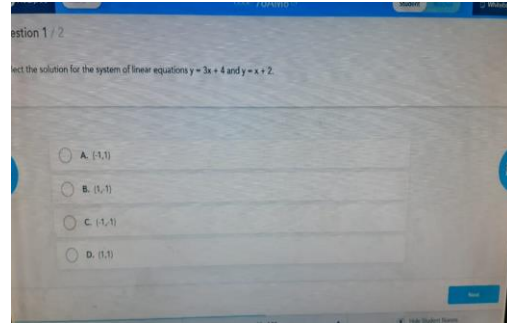 estion 1 / 2
lect the solution for the system of linear equations y = 3x + 4 and y = x + 2.
A. (-1,1)
B. (1,-1)
C. (-1,-1)
D. (1,1)
Next